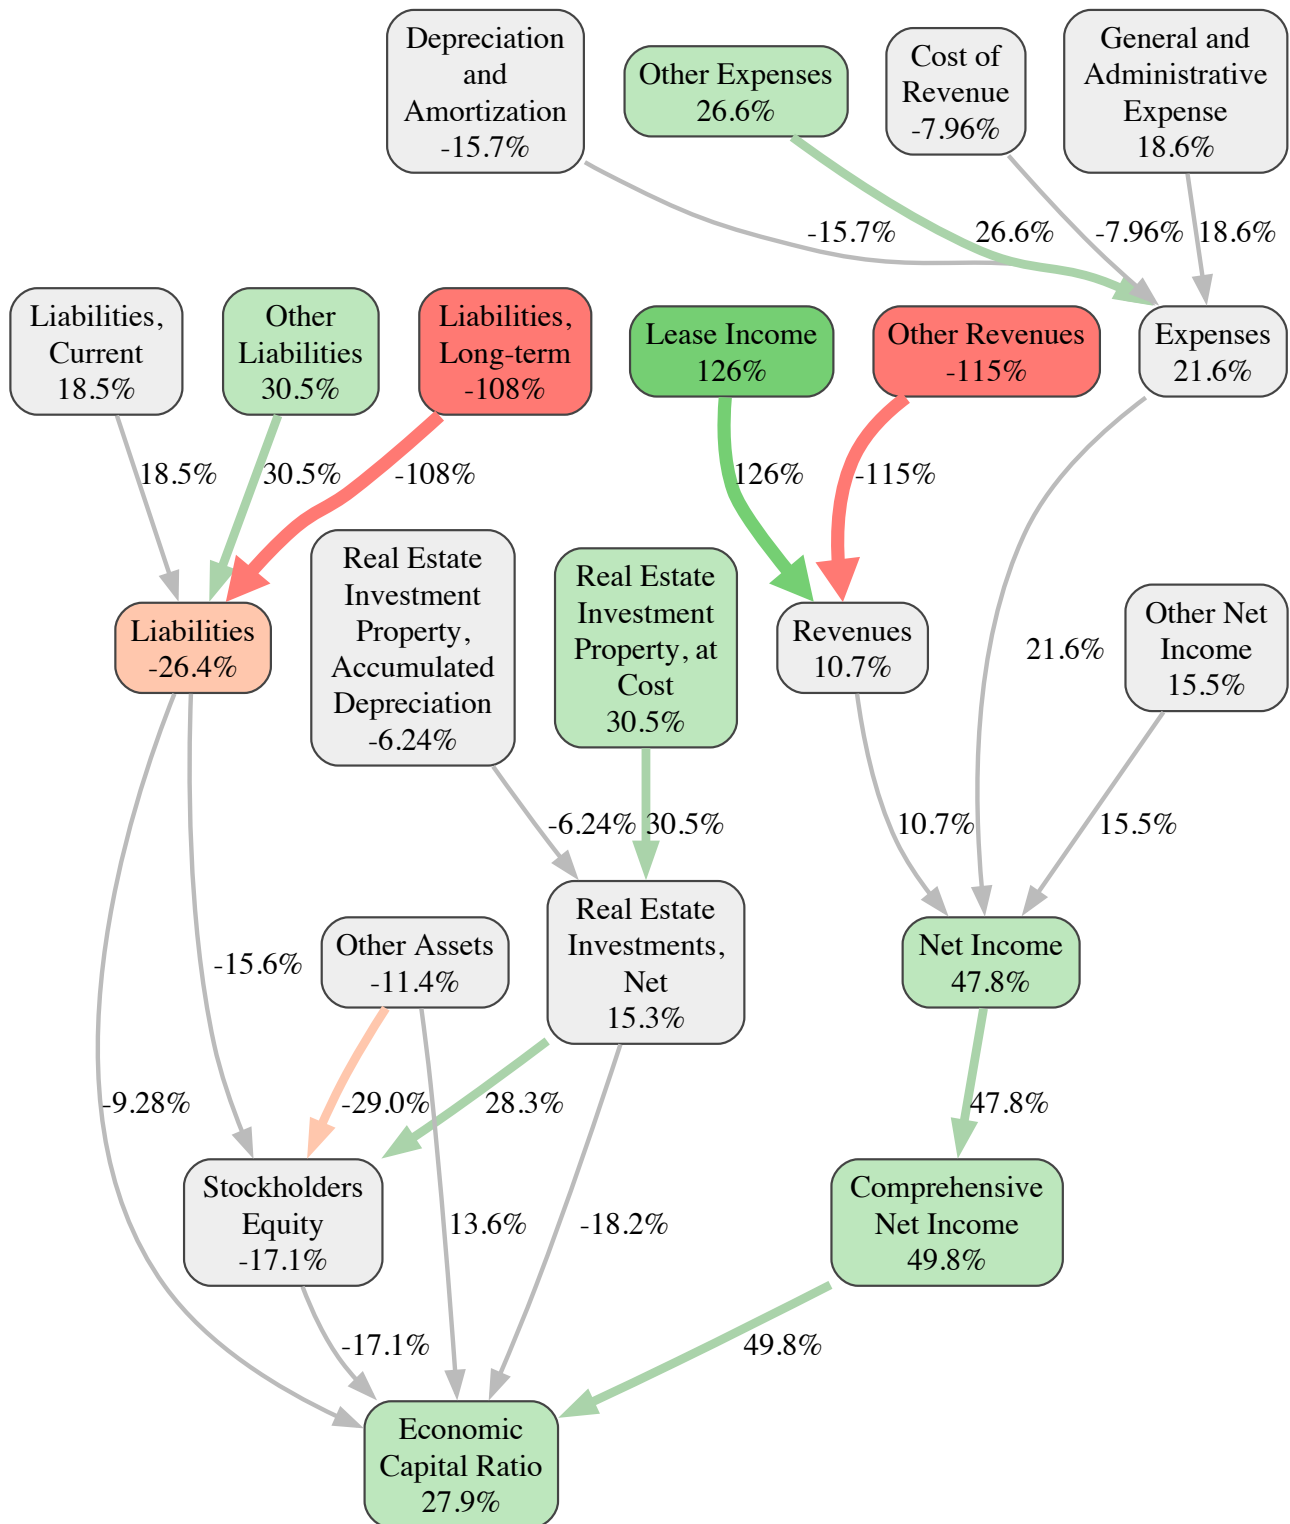 Depreciation
and
Amortization
-15.7%
Other Expenses
26.6%
Cost of
Revenue
-7.96%
General and
Administrative
Expense
18.6%
-15.7%
26.6%
-7.96%
18.6%
Liabilities,
Current
18.5%
Other
Liabilities
30.5%
Liabilities,
Long-term
-108%
Lease Income
126%
Other Revenues
-115%
Expenses
21.6%
18.5%
30.5%
-108%
126%
-115%
Liabilities
-26.4%
Real Estate
Investment
Property,
Accumulated
Depreciation
-6.24%
Real Estate
Investment
Property, at
Cost
30.5%
Revenues
10.7%
21.6%
Other Net
Income
15.5%
-6.24%
30.5%
10.7%
15.5%
-15.6%
Other Assets
-11.4%
Real Estate
Investments,
Net
15.3%
Net Income
47.8%
-9.28%
-29.0%
28.3%
47.8%
Stockholders
Equity
-17.1%
13.6%
-18.2%
Comprehensive
Net Income
49.8%
-17.1%
49.8%
Economic
Capital Ratio
27.9%